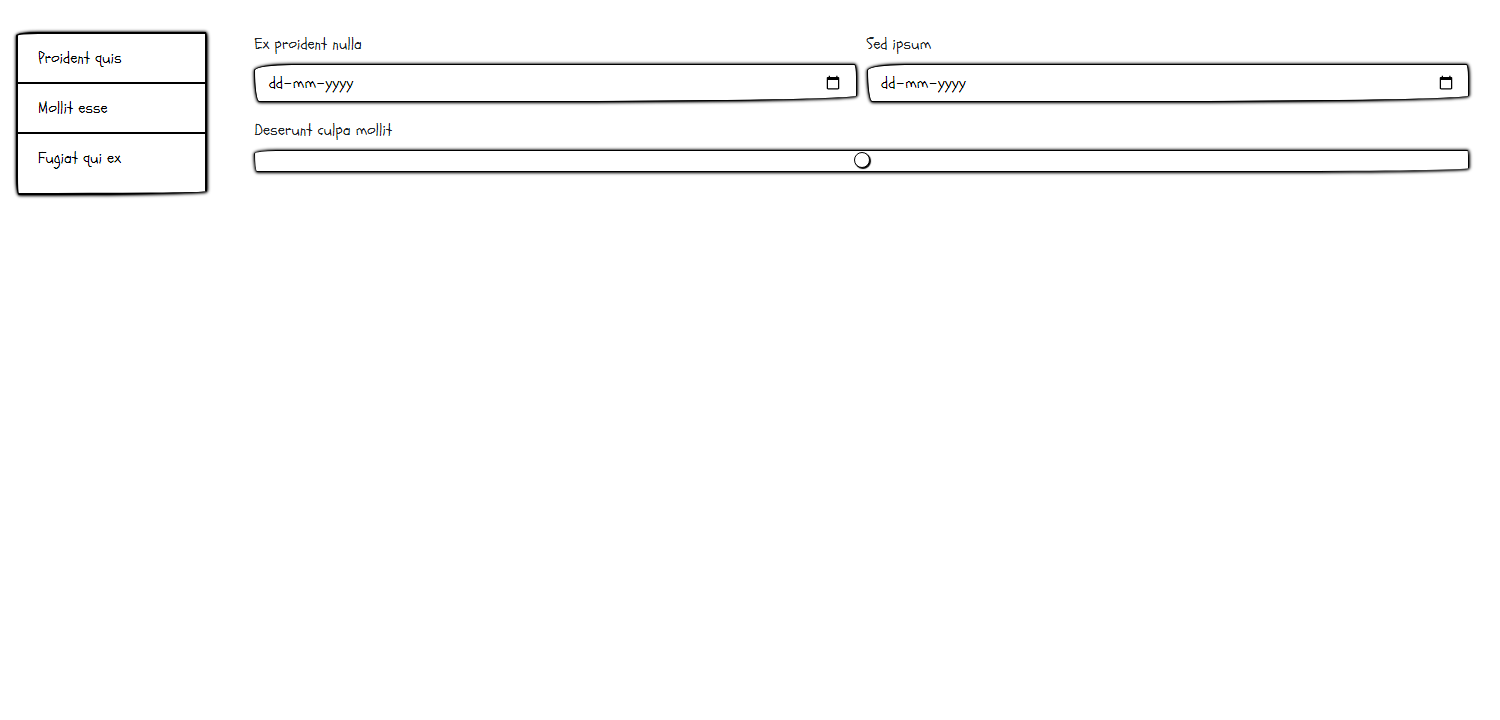 Proident quis
Mollit esse
Fugiat qui ex
Ex proident nulla
Sed ipsum
dd-mm-yyyy
dd-mm-yyyy
Deserunt culpa mollit